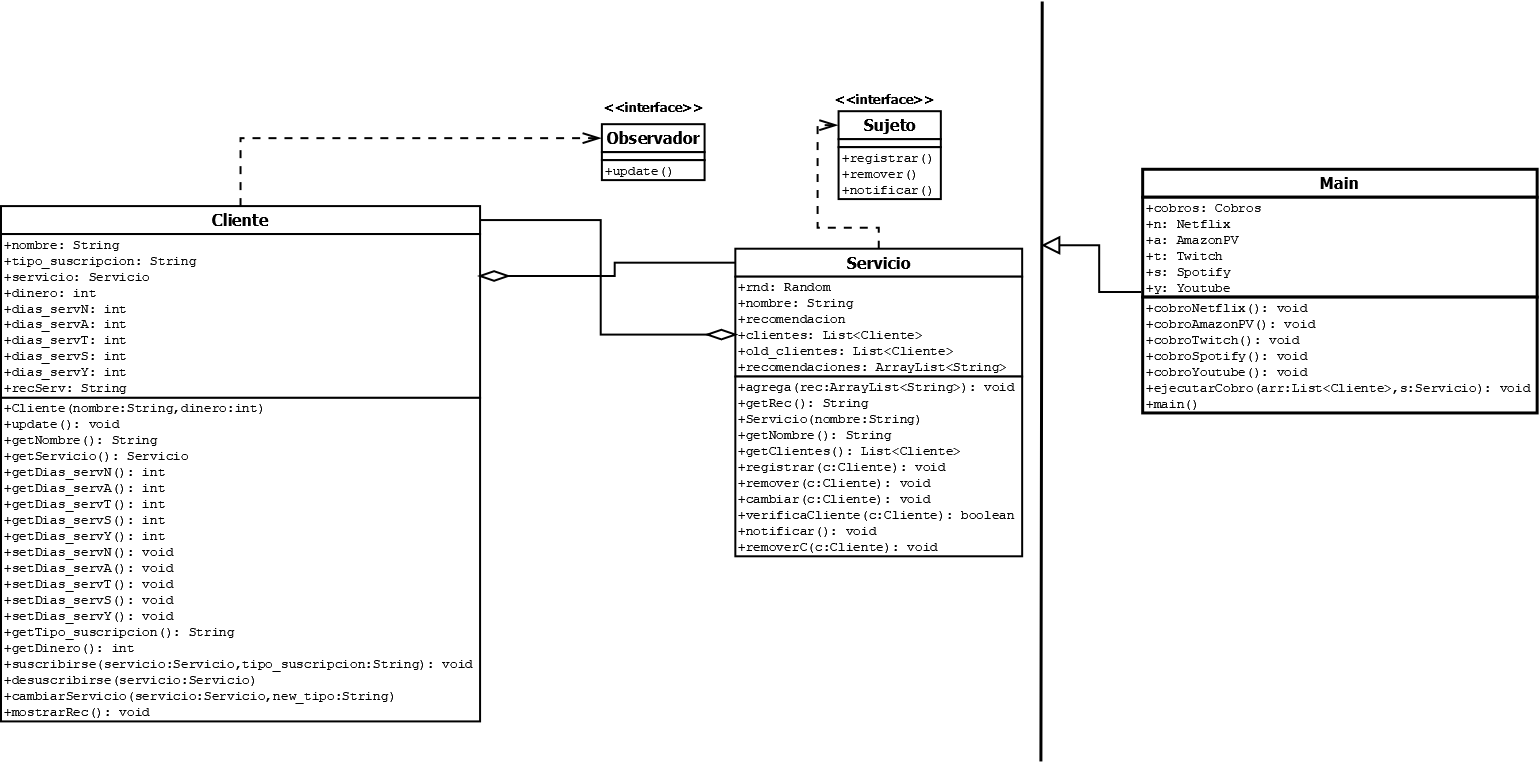 <<interface>>
Observador
+update()
<<interface>>
Sujeto
+registrar()
+remover()
+notificar()
Cliente
+nombre: String
+tipo_suscripcion: String
+servicio: Servicio
+dinero: int
+dias_servN: int
+dias_servA: int
+dias_servT: int
+dias_servS: int
+dias_servY: int
+recServ: String
+Cliente(nombre:String,dinero:int)
+update(): void
+getNombre(): String
+getServicio(): Servicio
+getDias_servN(): int
+getDias_servA(): int
+getDias_servT(): int
+getDias_servS(): int
+getDias_servY(): int
+setDias_servN(): void
+setDias_servA(): void
+setDias_servT(): void
+setDias_servS(): void
+setDias_servY(): void
+getTipo_suscripcion(): String
+getDinero(): int
+suscribirse(servicio:Servicio,tipo_suscripcion:String): void
+desuscribirse(servicio:Servicio)
+cambiarServicio(servicio:Servicio,new_tipo:String)
+mostrarRec(): void
Servicio
+rnd: Random
+nombre: String
+recomendacion
+clientes: List<Cliente>
+old_clientes: List<Cliente>
+recomendaciones: ArrayList<String>
+agrega(rec:ArrayList<String>): void
+getRec(): String
+Servicio(nombre:String)
+getNombre(): String
+getClientes(): List<Cliente>
+registrar(c:Cliente): void
+remover(c:Cliente): void
+cambiar(c:Cliente): void
+verificaCliente(c:Cliente): boolean
+notificar(): void
+removerC(c:Cliente): void
Main
+cobros: Cobros
+n: Netflix
+a: AmazonPV
+t: Twitch
+s: Spotify
+y: Youtube
+cobroNetflix(): void
+cobroAmazonPV(): void
+cobroTwitch(): void
+cobroSpotify(): void
+cobroYoutube(): void
+ejecutarCobro(arr:List<Cliente>,s:Servicio): void
+main()